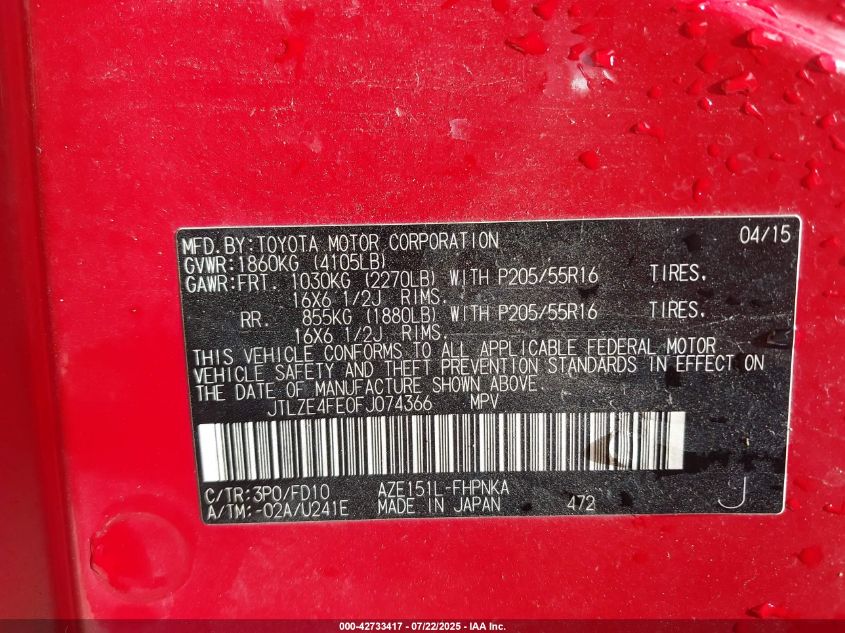 MFD. BY: TOYOTA MOTOR CORPORATION 04/15
GVWR: 1860KG (4105LB)
GAWR: FRT. 1030KG (2270LB) WITH P205/55R16 TIRES.
16X6 1/2J RIMS.
RR. 855KG (1880LB) WITH P205/55R16 TIRES.
16X6 1/2J RIMS.
THIS VEHICLE CONFORMS TO ALL APPLICABLE FEDERAL MOTOR
VEHICLE SAFETY AND THEFT PREVENTION STANDARDS IN EFFECT ON
THE DATE OF MANUFACTURE SHOWN ABOVE.
JTLZE4FE0FJ074366 MPV
C/TR: 3P0/FD10 AZE151L-FHPNKA
A/TM: -02A/U241E MADE IN JAPAN 472 J
000-42733417 - 07/22/2025 - IAA Inc.